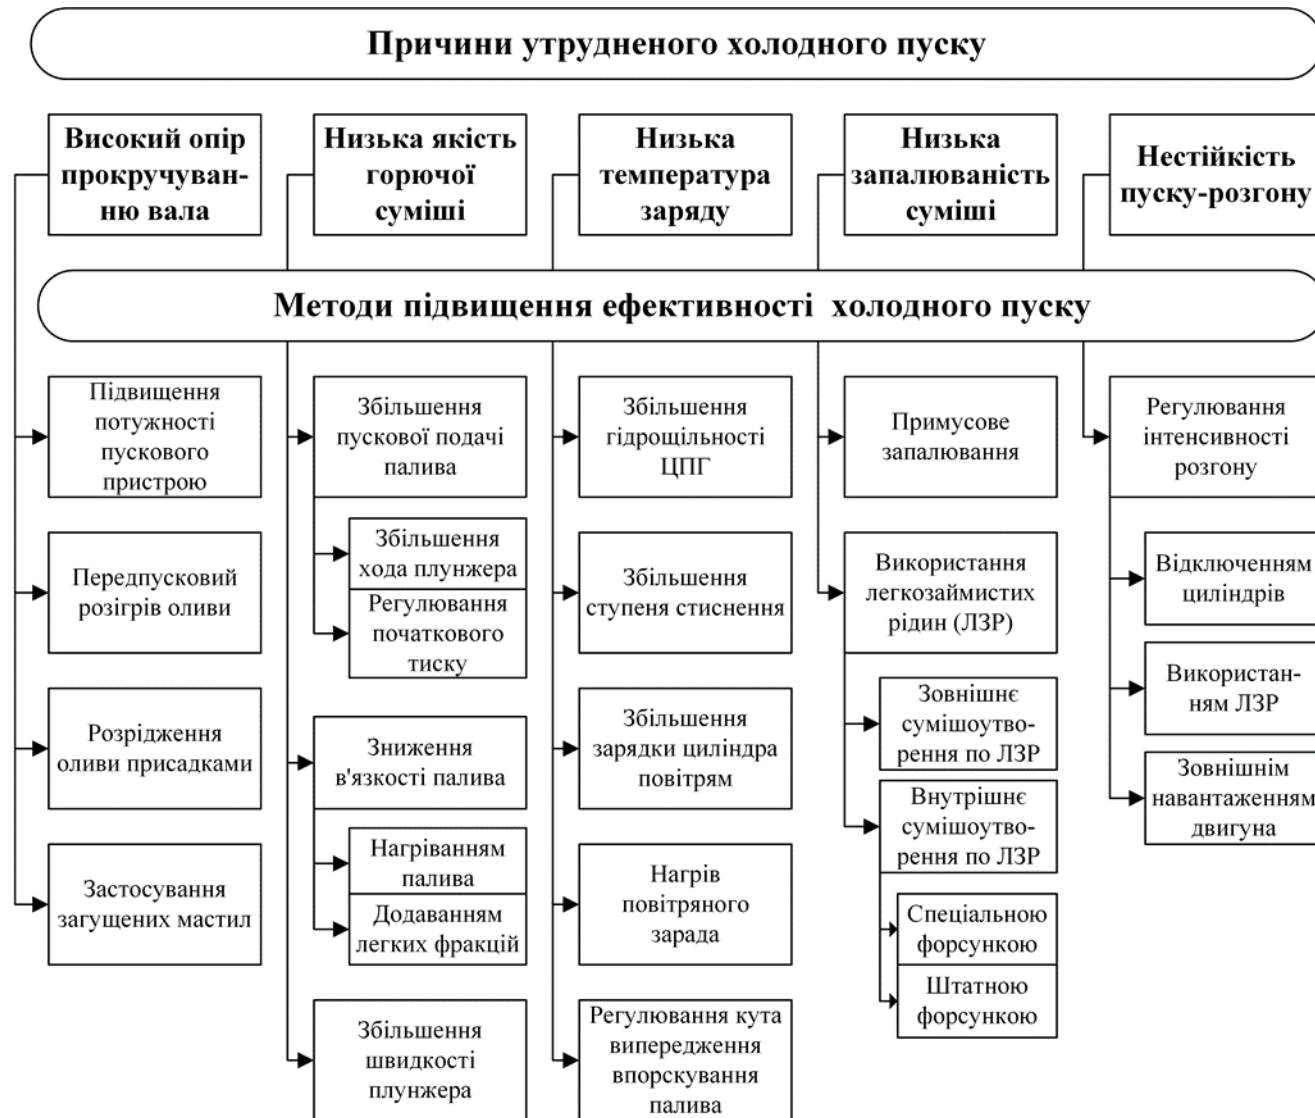 Причини утрудненого холодного пуску
Високий опір
прокручуван-
ню вала
Низька якість
горючої
суміші
Низька
температура
заряду
Низька
запалюваність
суміші
Нестійкість
пуску-розгону
Методи підвищення ефективності холодного пуску
Підвищення
потужності
пускового
пристрою
Передпусковий
розігрів оливи
Розрідження
оливи присадками
Застосування
загущених мастил
Збільшення
пускової подачі
палива
Збільшення
хода плунжера
Регулювання
початкового
тиску
Зниження
в'язкості палива
Нагріванням
палива
Додаванням
легких фракцій
Збільшення
швидкості
плунжера
Збільшення
гідрощільності
ЦПГ
Збільшення
ступеня стиснення
Збільшення
зарядки циліндра
повітрям
Нагрів
повітряного
зарада
Регулювання кута
випередження
впорскування
палива
Примусове
запалювання
Використання
легкозаймистих
рідин (ЛЗР)
Зовнішнє
сумішоутво-
рення по ЛЗР
Внутрішнє
сумішоутво-
рення по ЛЗР
Спеціальною
форсункою
Штатною
форсункою
Регулювання
інтенсивності
розгону
Відключенням
циліндрів
Використан-
ням ЛЗР
Зовнішнім
навантаженням
двигуна